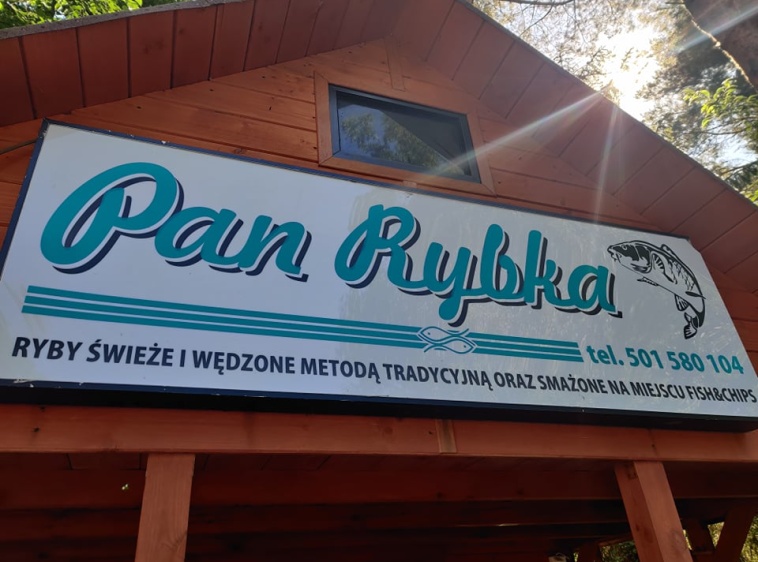 Pan Rybka
tel. 501 580 104
RYBY ŚWIEŻE I WĘDZONE METODĄ TRADYCYJNĄ ORAZ SMAŻONE NA MIEJSCU FISH&CHIPS